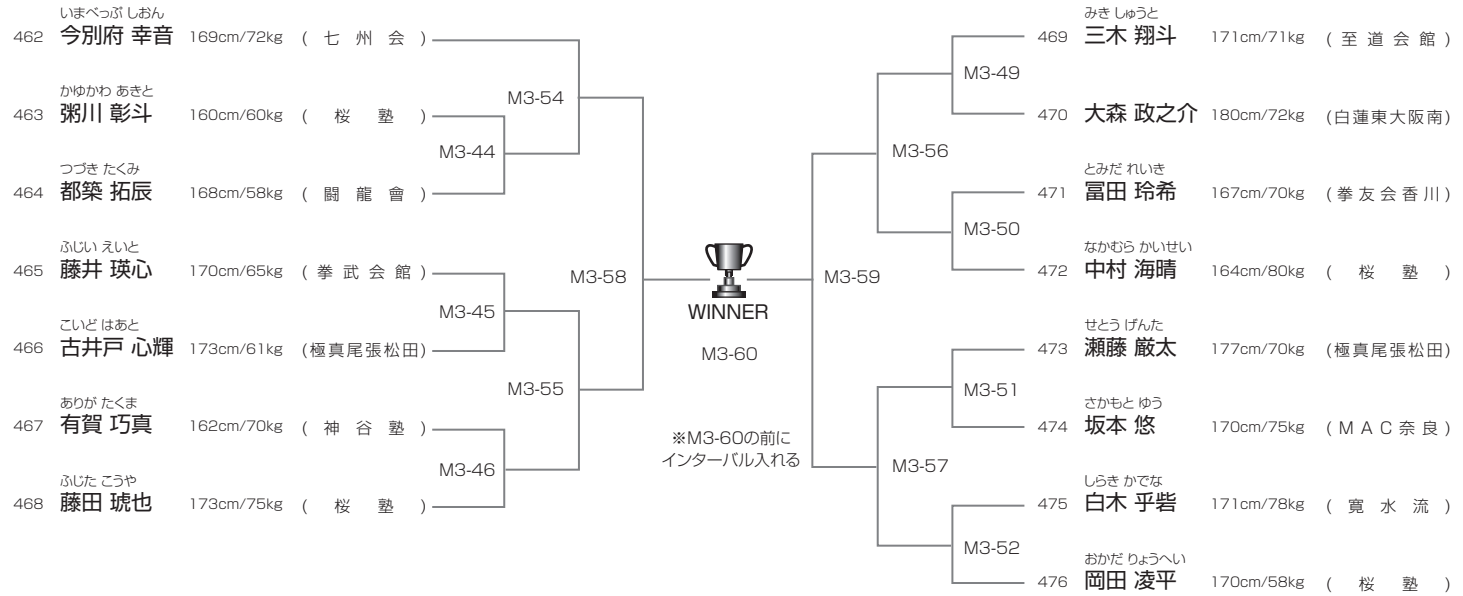 いまべっぷ しおん
462 今別府 幸音 169cm/72kg ( 七州会 )
かゆかわ あきと
463 粥川 彰斗 160cm/60kg ( 桜塾 )
つづき たくみ
464 都築 拓辰 168cm/58kg ( 闘龍會 )
ふじい えいと
465 藤井 瑛心 170cm/65kg ( 拳武会館 )
こいど はあと
466 古井戸 心輝 173cm/61kg (極真尾張松田)
ありが たくま
467 有賀 巧真 162cm/70kg ( 神谷塾 )
ふじた こうや
468 藤田 琥也 173cm/75kg ( 桜塾 )
M3-54
M3-44
M3-45
M3-55
M3-46
M3-58
WINNER
M3-60
※M3-60の前に
インターバル入れる
M3-59
M3-49
M3-56
M3-50
M3-51
M3-57
M3-52
みき しゅうと
469 三木 翔斗 171cm/71kg (至道会館)
470 大森 政之介 180cm/72kg (白蓮東大阪南)
とみだ れいき
471 冨田 玲希 167cm/70kg (拳友会香川)
なかむら かいせい
472 中村 海晴 164cm/80kg ( 桜塾 )
せとう げんた
473 瀬藤 厳太 177cm/70kg (極真尾張松田)
さかもと ゆう
474 坂本 悠 170cm/75kg (MAC奈良)
しらき かでな
475 白木 乎砦 171cm/78kg ( 寛水流 )
おかだ りょうへい
476 岡田 凌平 170cm/58kg ( 桜塾 )